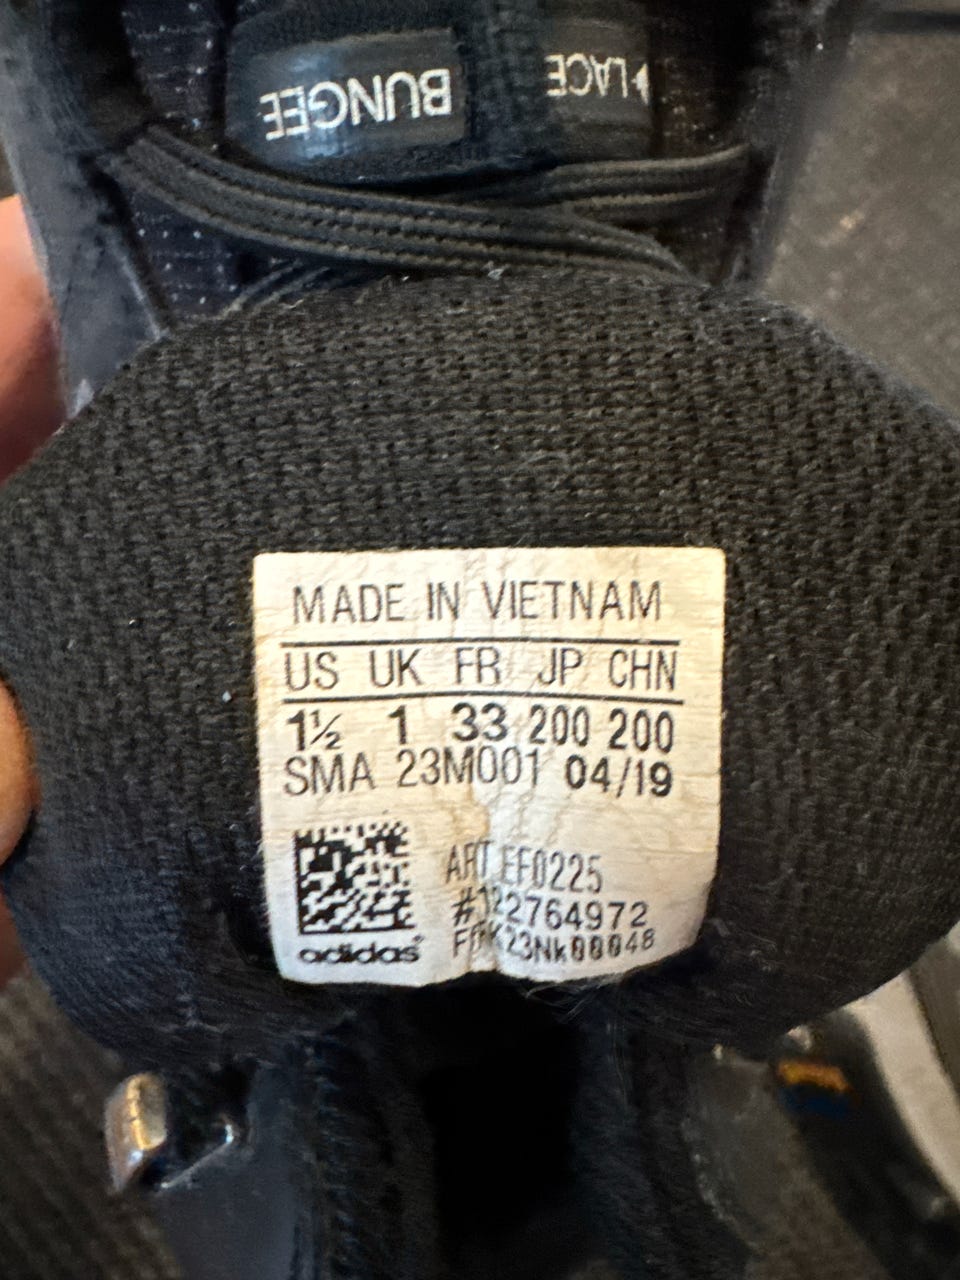 BUNGEE LACE
MADE IN VIETNAM
US UK FR JP CHN
1½ 1 33 200 200
SMA 23M001 04/19
ART EF0225
#122764972
adidas